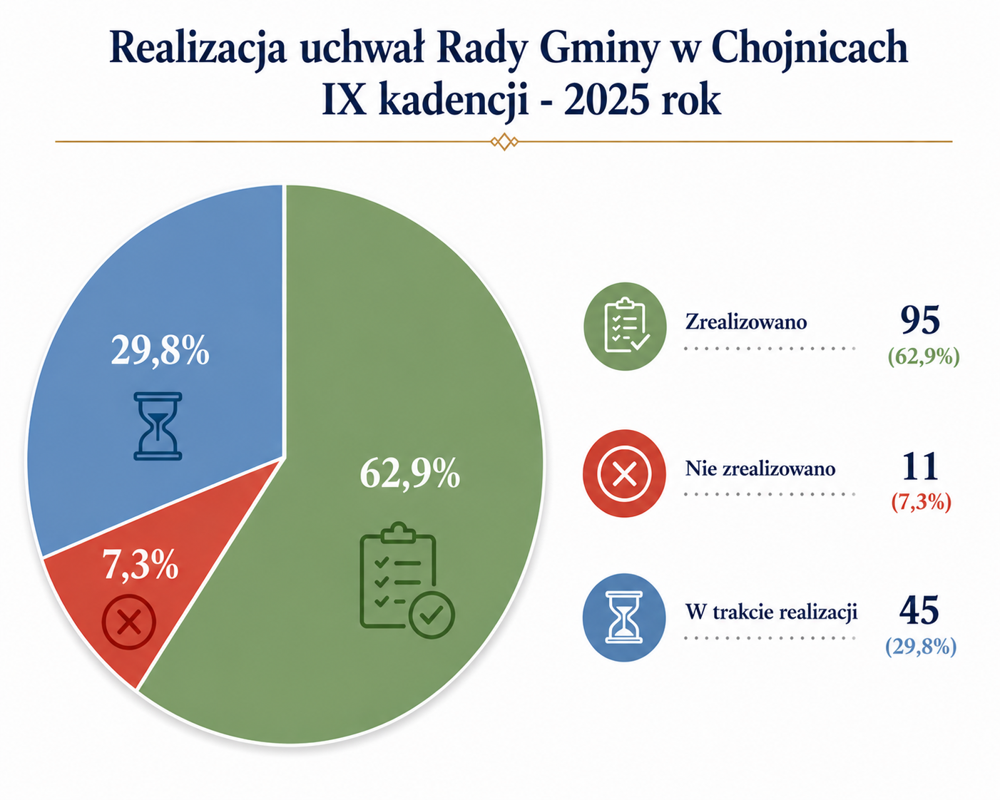 Realizacja uchwał Rady Gminy w Chojnicach
IX kadencji - 2025 rok
29,8%
62,9%
7,3%
Zrealizowano
95
(62,9%)
Nie zrealizowano
11
(7,3%)
W trakcie realizacji
45
(29,8%)